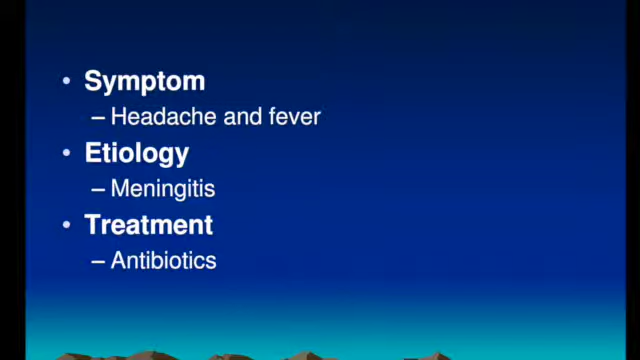 • Symptom
– Headache and fever
• Etiology
– Meningitis
• Treatment
– Antibiotics